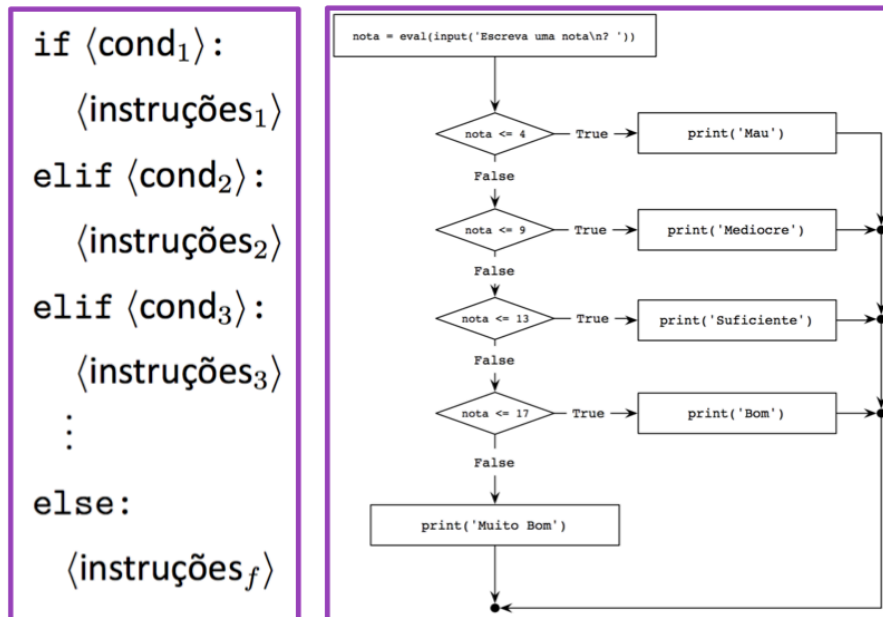 if ⟨cond₁⟩:
⟨instruções₁⟩
elif ⟨cond₂⟩:
⟨instruções₂⟩
elif ⟨cond₃⟩:
⟨instruções₃⟩
⋮
else:
⟨instruções_f⟩
nota = eval(input('Escreva uma nota\n? '))
nota <= 4
True
print('Mau')
False
nota <= 9
True
print('Mediocre')
False
nota <= 13
True
print('Suficiente')
False
nota <= 17
True
print('Bom')
False
print('Muito Bom')